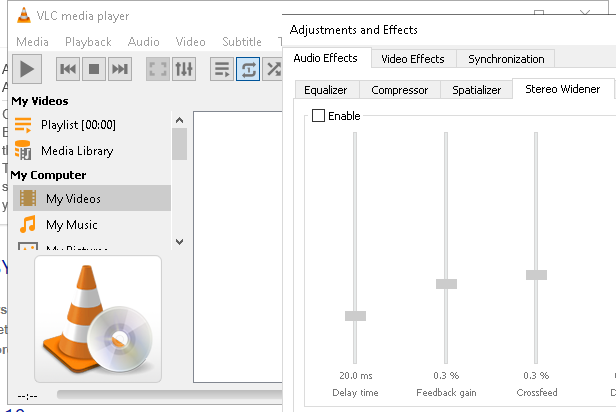 VLC media player
Media Playback Audio Video Subtitle
My Videos
Playlist [00:00]
Media Library
My Computer
My Videos
My Music
My Pictures
--:--
Adjustments and Effects
Audio Effects Video Effects Synchronization
Equalizer Compressor Spatializer Stereo Widener
Enable
20.0 ms 0.3 % 0.3 %
Delay time Feedback gain Crossfeed